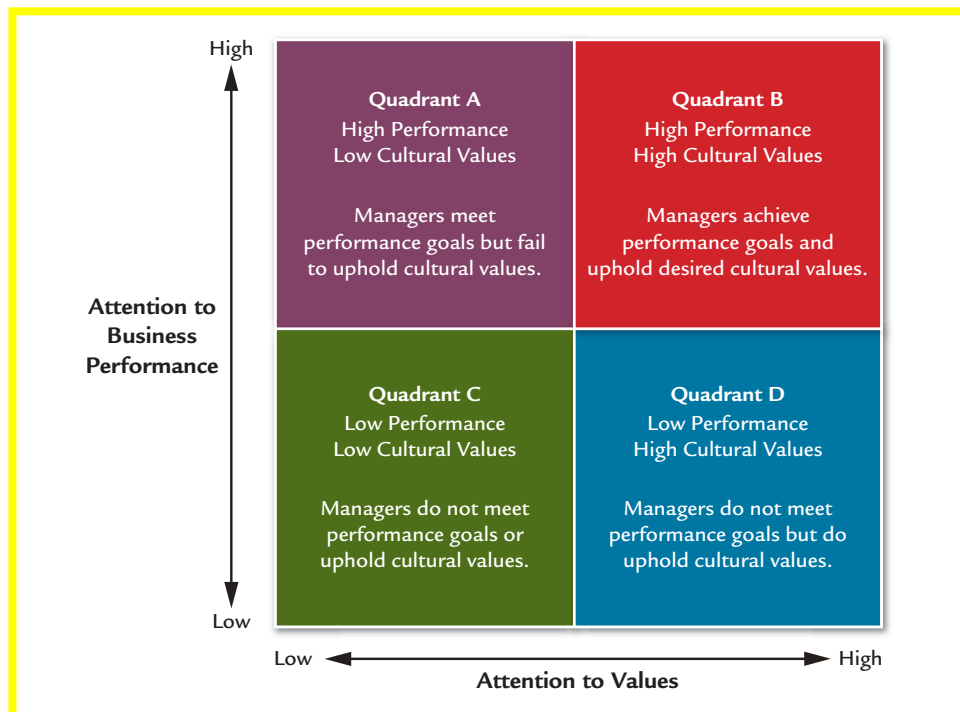 High
Quadrant A
High Performance
Low Cultural Values
Managers meet
performance goals but fail
to uphold cultural values.
Quadrant B
High Performance
High Cultural Values
Managers achieve
performance goals and
uphold desired cultural values.
Attention to
Business
Performance
Quadrant C
Low Performance
Low Cultural Values
Managers do not meet
performance goals or
uphold cultural values.
Quadrant D
Low Performance
High Cultural Values
Managers do not meet
performance goals but do
uphold cultural values.
Low
Low
High
Attention to Values